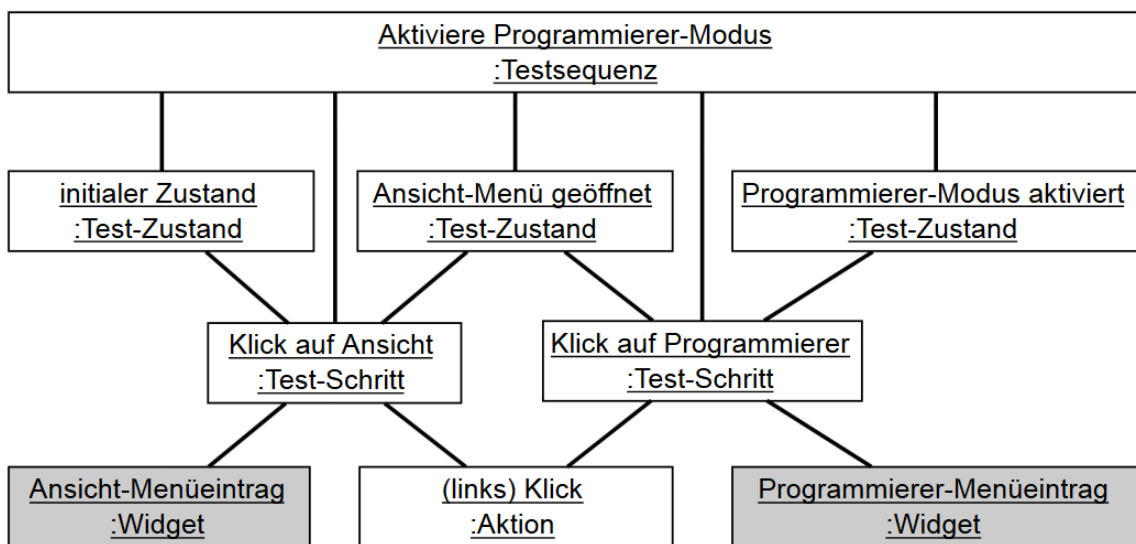 Aktiviere Programmierer-Modus
:Testsequenz
initialer Zustand
:Test-Zustand
Ansicht-Menü geöffnet
:Test-Zustand
Programmierer-Modus aktiviert
:Test-Zustand
Klick auf Ansicht
:Test-Schritt
Klick auf Programmierer
:Test-Schritt
Ansicht-Menüeintrag
:Widget
(links) Klick
:Aktion
Programmierer-Menüeintrag
:Widget